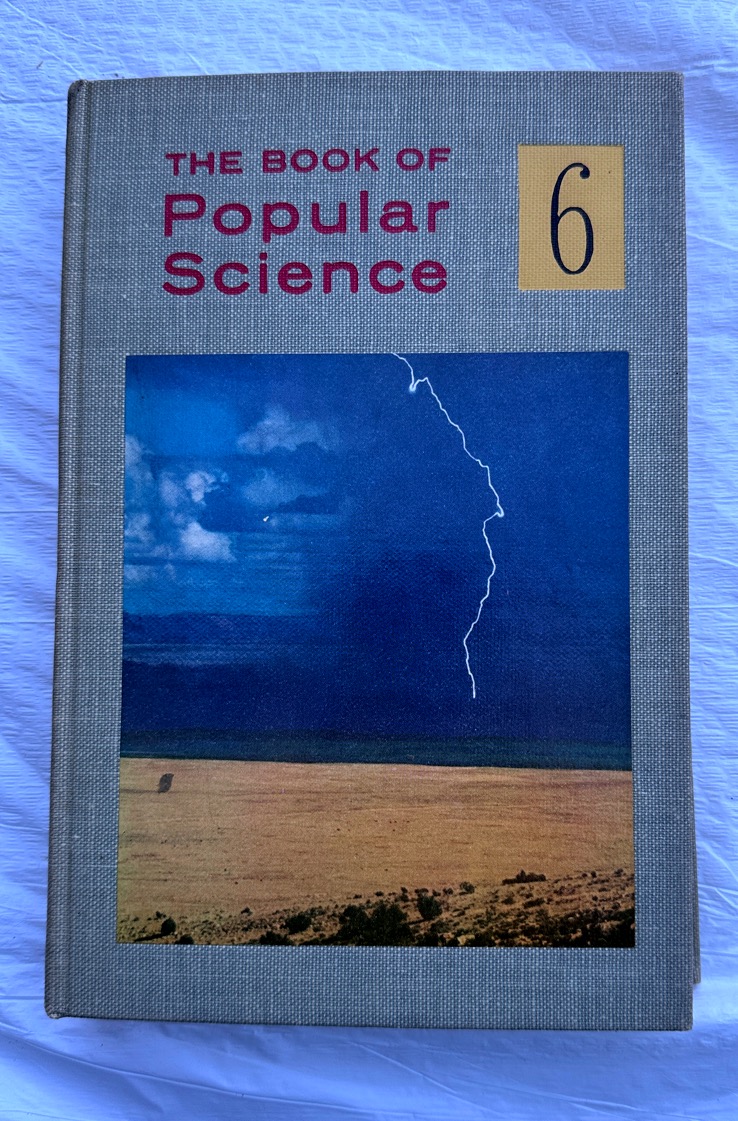 THE BOOK OF
Popular
Science
6